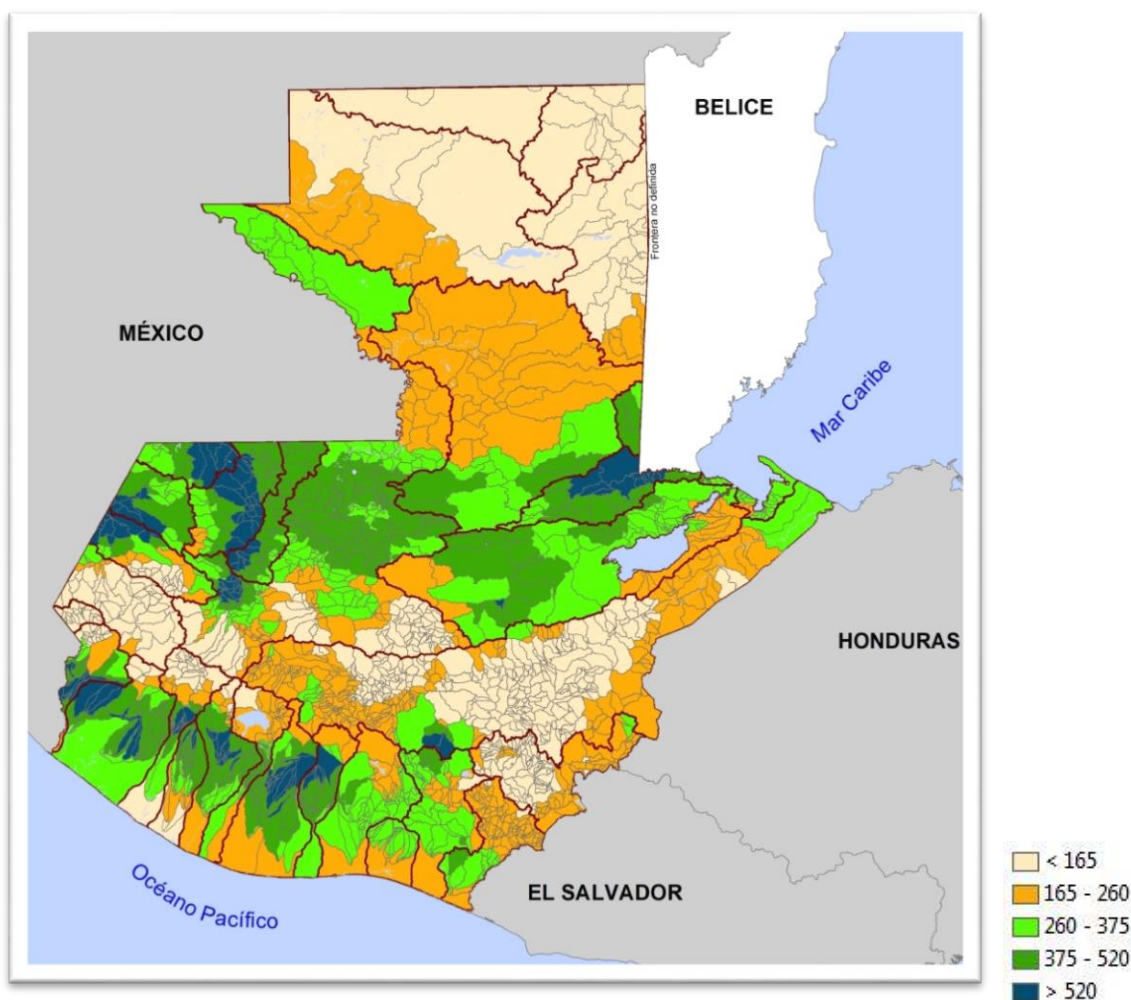 BELICE
Frontera no definida
MÉXICO
Mar Caribe
HONDURAS
EL SALVADOR
Océano Pacífico
< 165
165 - 260
260 - 375
375 - 520
> 520